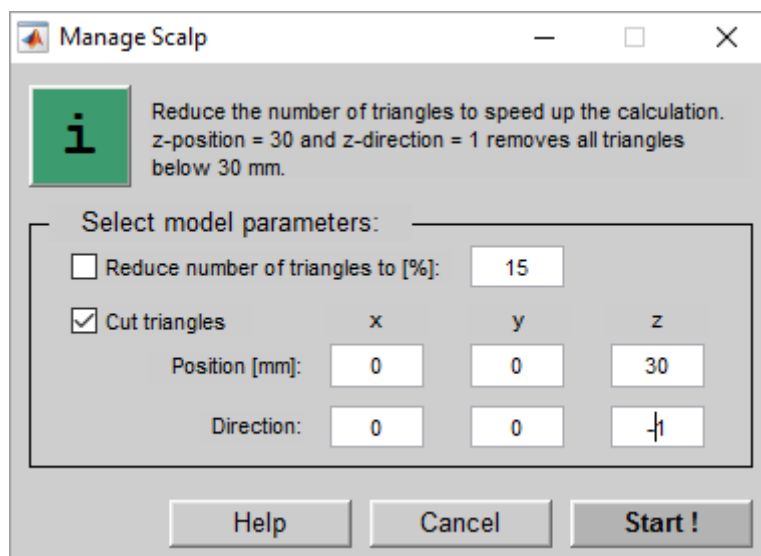 Manage Scalp
i
Reduce the number of triangles to speed up the calculation.
z-position = 30 and z-direction = 1 removes all triangles
below 30 mm.
Select model parameters:
Reduce number of triangles to [%]: 15
Cut triangles x y z
Position [mm]: 0 0 30
Direction: 0 0 -1
Help Cancel Start !